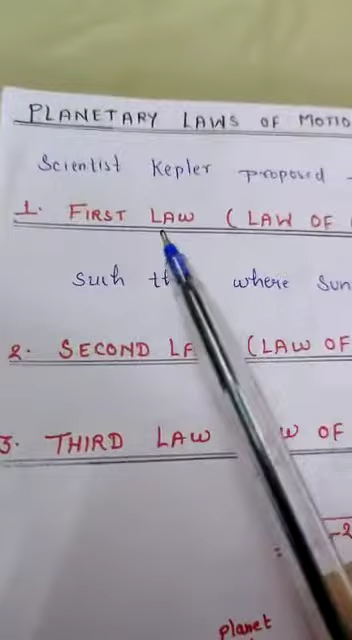 PLANETARY LAWS OF MOTIO
Scientist Kepler proposed
1. FIRST LAW ( LAW OF
such where Sun
2. SECOND LA (LAW OF
3. THIRD LAW W OF
-2
=
planet